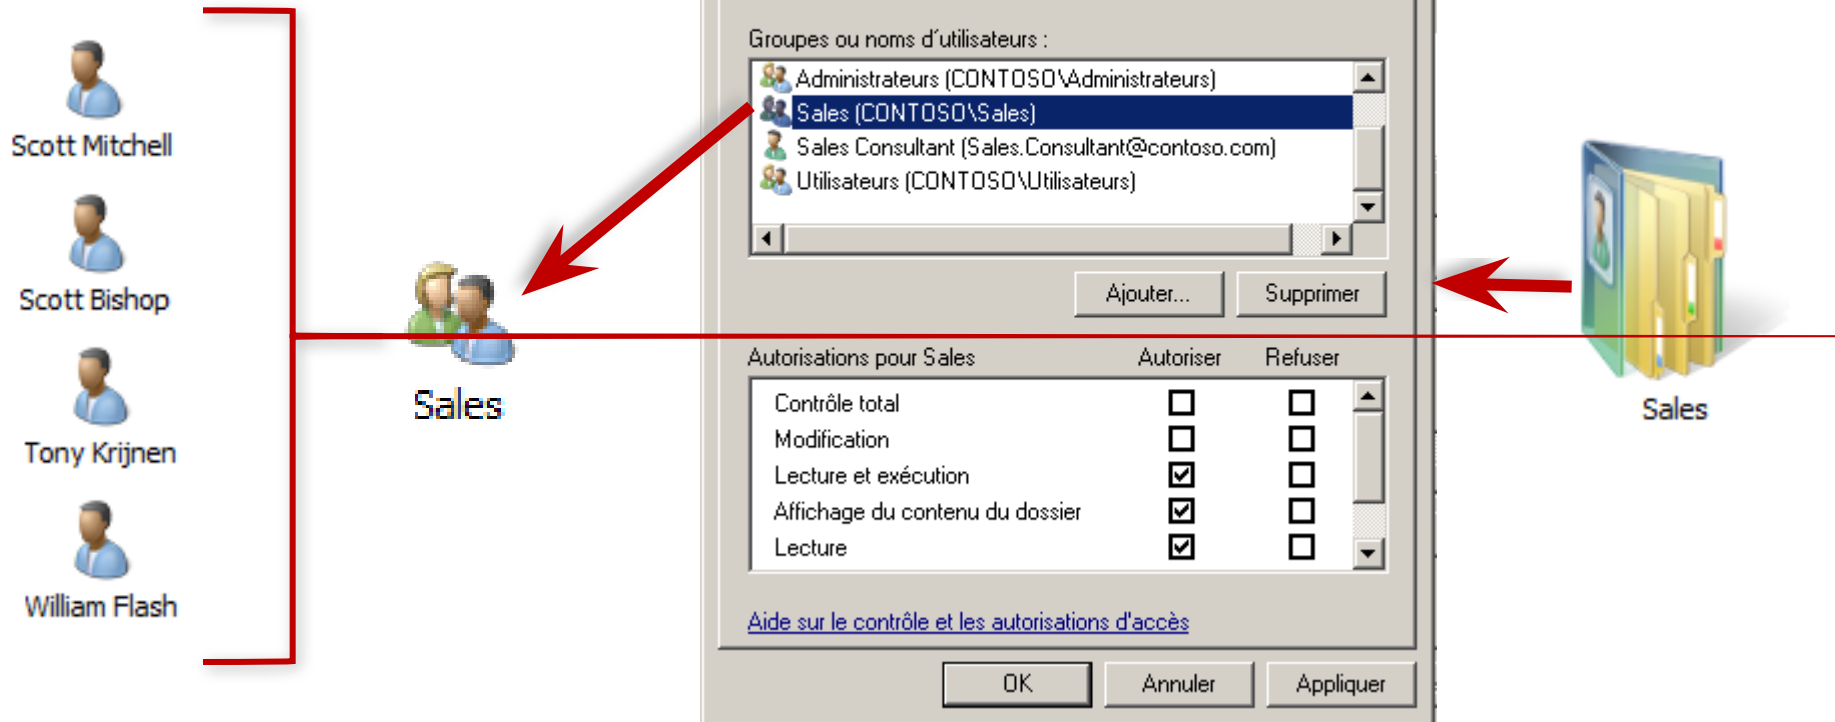 Scott Mitchell
Scott Bishop
Tony Krijnen
William Flash
Sales
Groupes ou noms d'utilisateurs :
Administrateurs (CONTOSO\Administrateurs)
Sales (CONTOSO\Sales)
Sales Consultant (Sales.Consultant@contoso.com)
Utilisateurs (CONTOSO\Utilisateurs)
Ajouter... Supprimer
Autorisations pour Sales Autoriser Refuser
Contrôle total
Modification
Lecture et exécution
Affichage du contenu du dossier
Lecture
Aide sur le contrôle et les autorisations d'accès
OK Annuler Appliquer
Sales